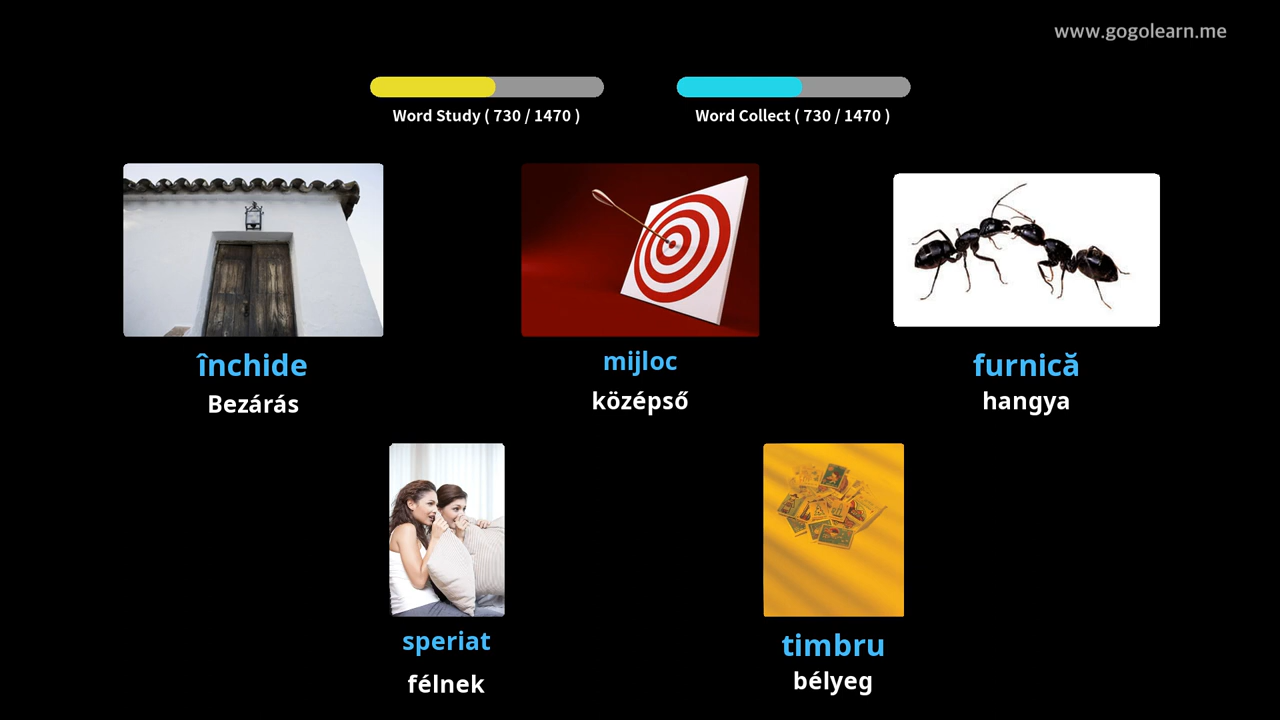 www.gogolearn.me
Word Study ( 730 / 1470 )
Word Collect ( 730 / 1470 )
închide
Bezárás
mijloc
középső
furnică
hangya
speriat
félnek
timbru
bélyeg